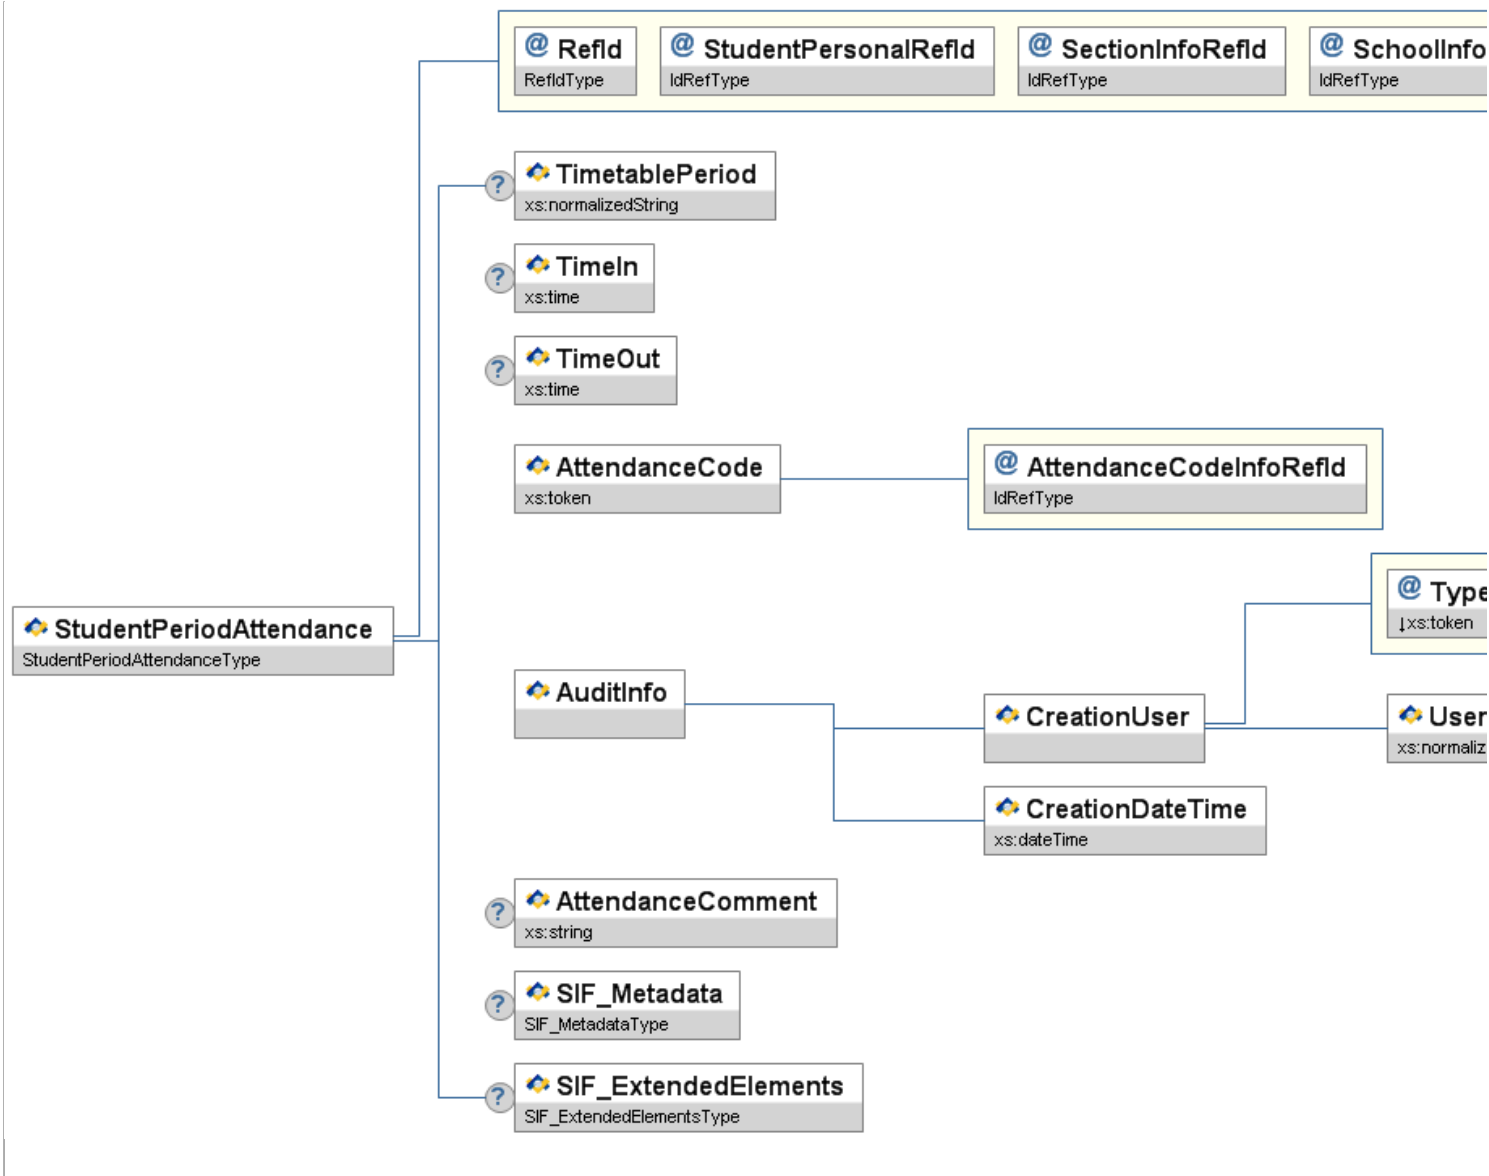 @ RefId
RefIdType
@ StudentPersonalRefId
IdRefType
@ SectionInfoRefId
IdRefType
@ SchoolInfo
IdRefType
? TimetablePeriod
xs:normalizedString
? TimeIn
xs:time
? TimeOut
xs:time
AttendanceCode
xs:token
@ AttendanceCodeInfoRefId
IdRefType
@ Type
↓xs:token
StudentPeriodAttendance
StudentPeriodAttendanceType
AuditInfo
CreationUser
User
xs:normaliz
CreationDateTime
xs:dateTime
? AttendanceComment
xs:string
? SIF_Metadata
SIF_MetadataType
? SIF_ExtendedElements
SIF_ExtendedElementsType